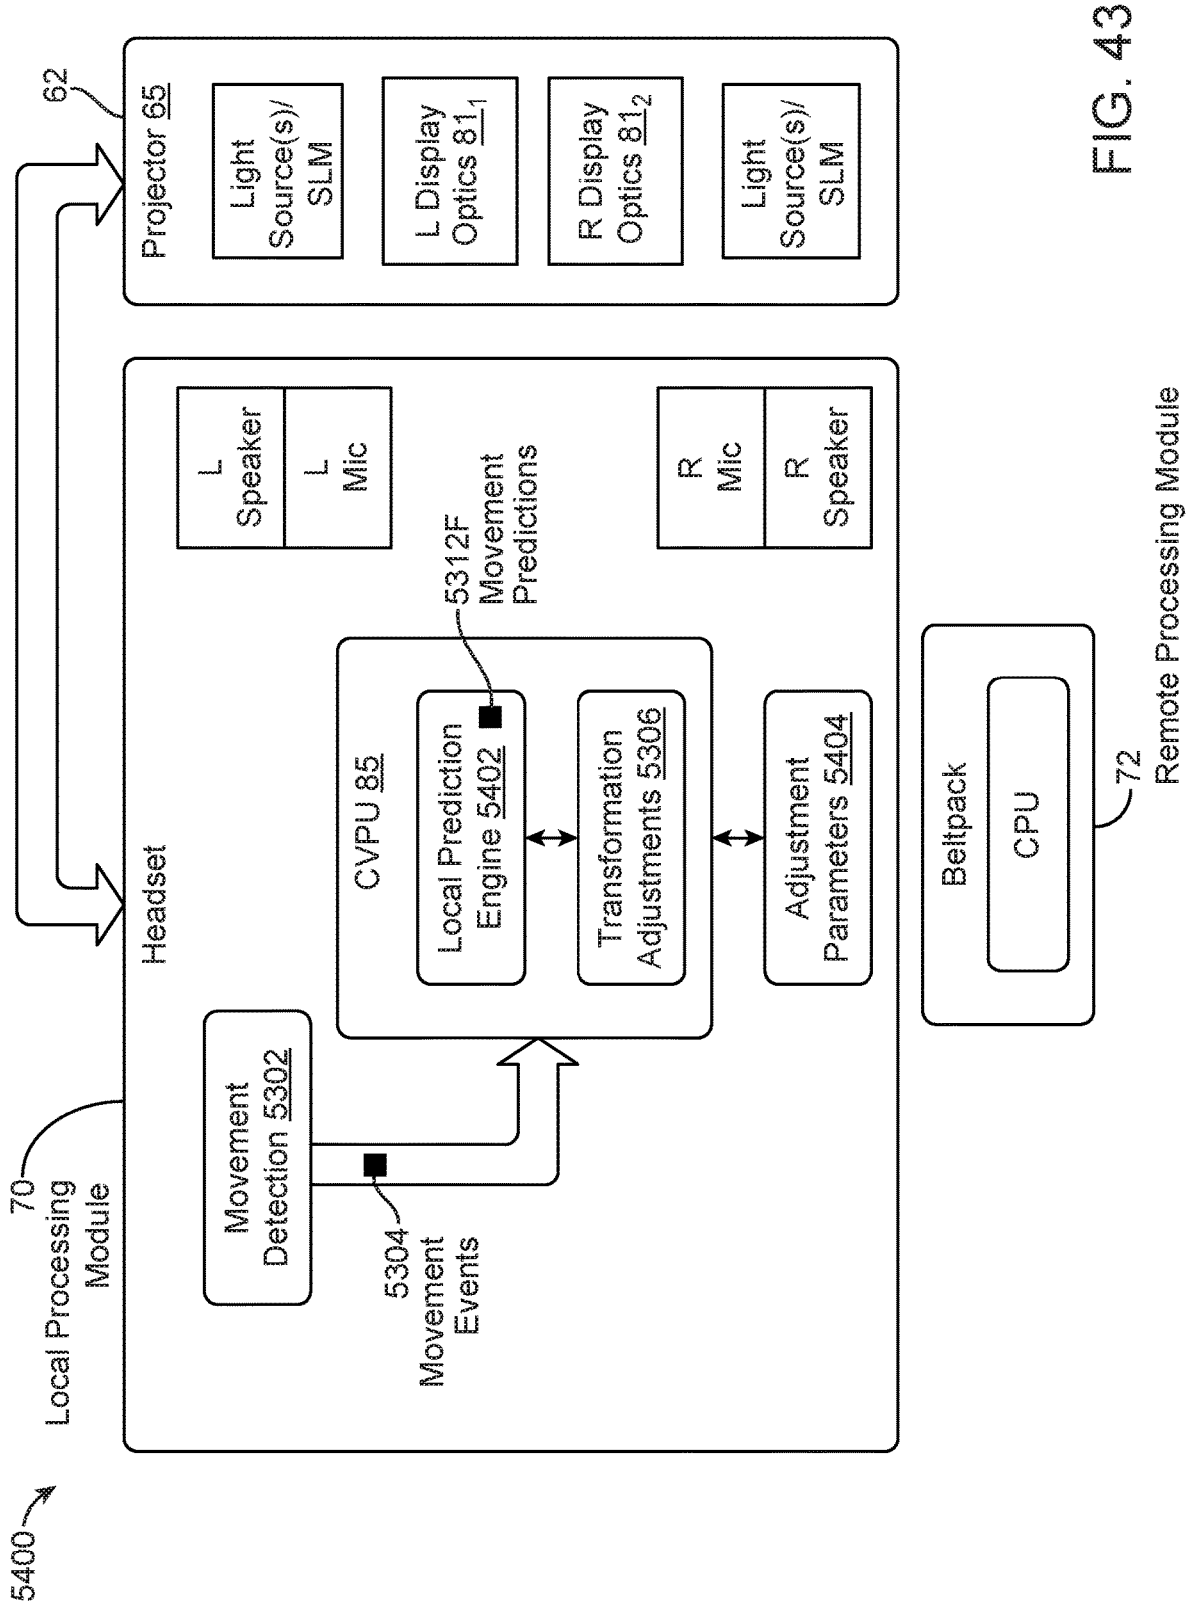 5400
70
Local Processing
Module
Headset
Movement
Detection 5302
5304
Movement
Events
CVPU 85
Local Prediction
Engine 5402
5312F
Movement
Predictions
Transformation
Adjustments 5306
Adjustment
Parameters 5404
L
Speaker
L
Mic
R
Mic
R
Speaker
62
Projector 65
Light
Source(s)/
SLM
L Display
Optics 81₁
R Display
Optics 81₂
Light
Source(s)/
SLM
Beltpack
CPU
72
Remote Processing Module
FIG. 43